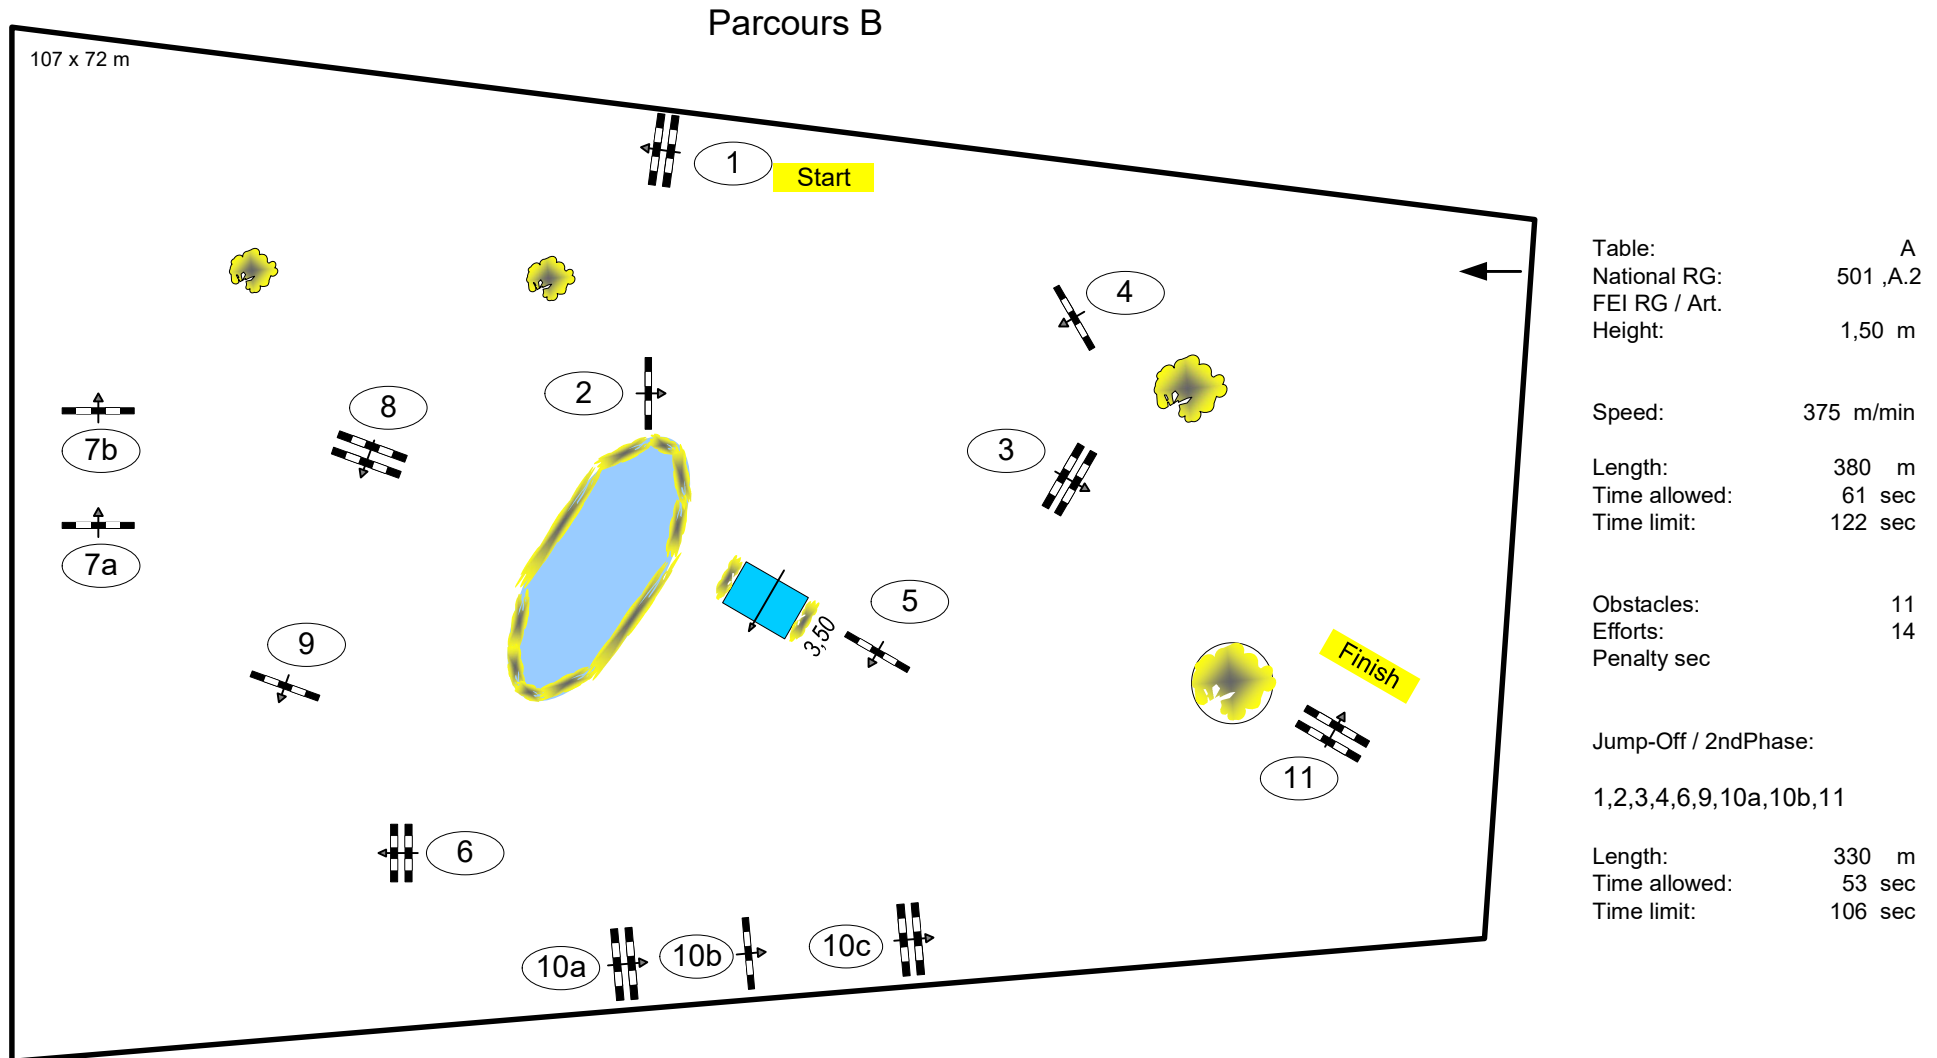 Parcours B
107 x 72 m
1
Start
4
2
8
3
7b
7a
5
3,50
9
Finish
11
6
10a
10b
10c
Table: A
National RG: 501 ,A.2
FEI RG / Art.
Height: 1,50 m
Speed: 375 m/min
Length: 380 m
Time allowed: 61 sec
Time limit: 122 sec
Obstacles: 11
Efforts: 14
Penalty sec
Jump-Off / 2ndPhase:
1,2,3,4,6,9,10a,10b,11
Length: 330 m
Time allowed: 53 sec
Time limit: 106 sec